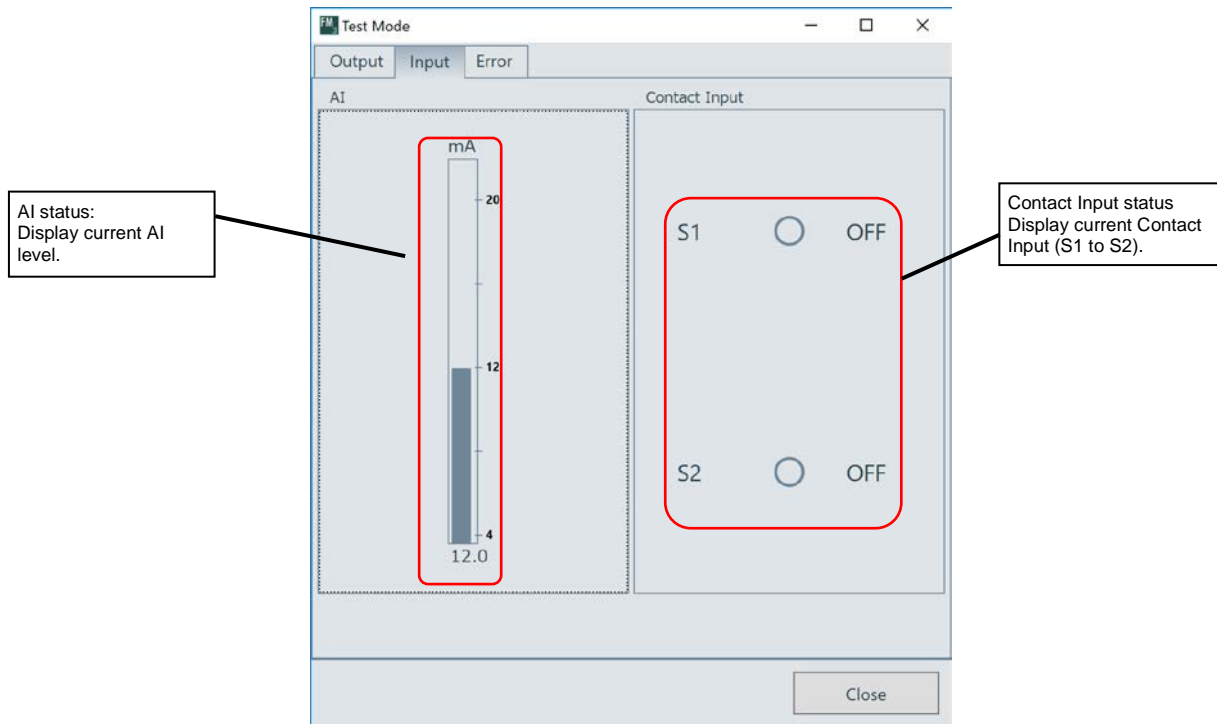 FM
Test Mode
Output Input Error
AI
Contact Input
mA
20
12
4
12.0
S1 OFF
S2 OFF
AI status:
Display current AI
level.
Contact Input status
Display current Contact
Input (S1 to S2).
Close